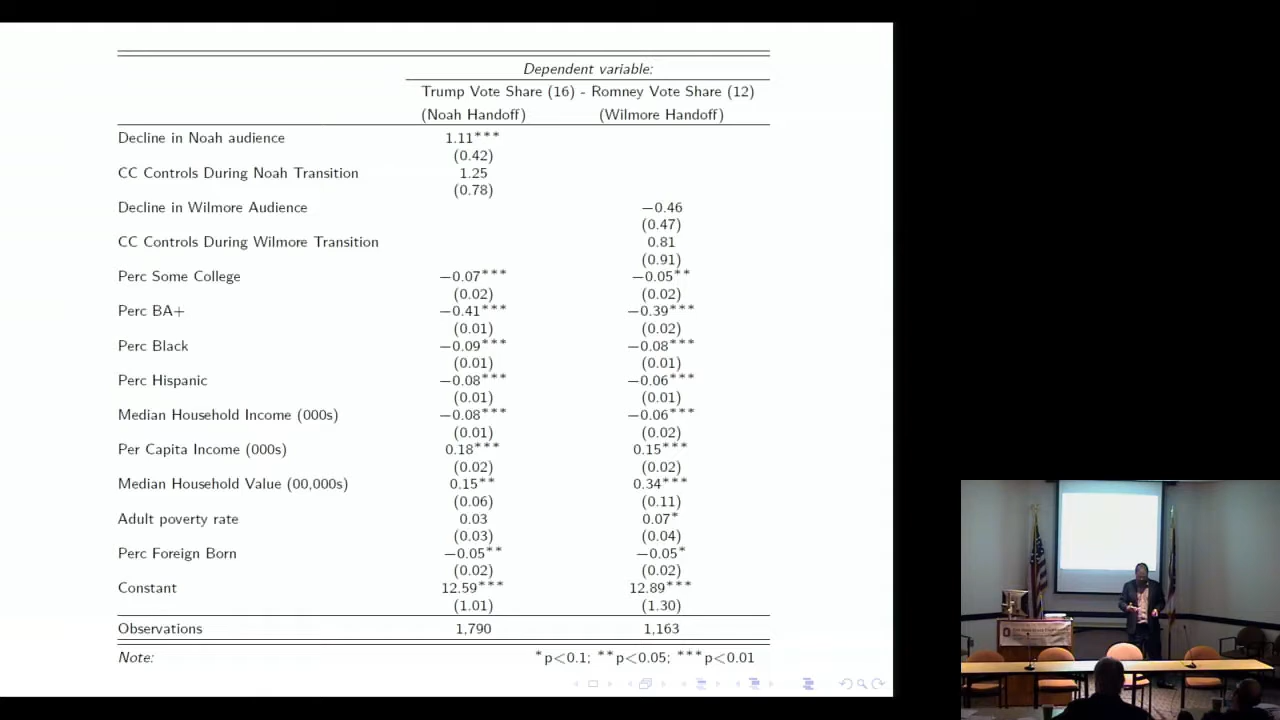 Dependent variable:
Trump Vote Share (16) - Romney Vote Share (12)
(Noah Handoff) (Wilmore Handoff)
Decline in Noah audience 1.11***
(0.42)
CC Controls During Noah Transition 1.25
(0.78)
Decline in Wilmore Audience −0.46
(0.47)
CC Controls During Wilmore Transition 0.81
(0.91)
Perc Some College −0.07*** −0.05**
(0.02) (0.02)
Perc BA+ −0.41*** −0.39***
(0.01) (0.02)
Perc Black −0.09*** −0.08***
(0.01) (0.01)
Perc Hispanic −0.08*** −0.06***
(0.01) (0.01)
Median Household Income (000s) −0.08*** −0.06***
(0.01) (0.02)
Per Capita Income (000s) 0.18*** 0.15***
(0.02) (0.02)
Median Household Value (00,000s) 0.15** 0.34***
(0.06) (0.11)
Adult poverty rate 0.03 0.07*
(0.03) (0.04)
Perc Foreign Born −0.05** −0.05*
(0.02) (0.02)
Constant 12.59*** 12.89***
(1.01) (1.30)
Observations 1,790 1,163
Note: *p<0.1; **p<0.05; ***p<0.01